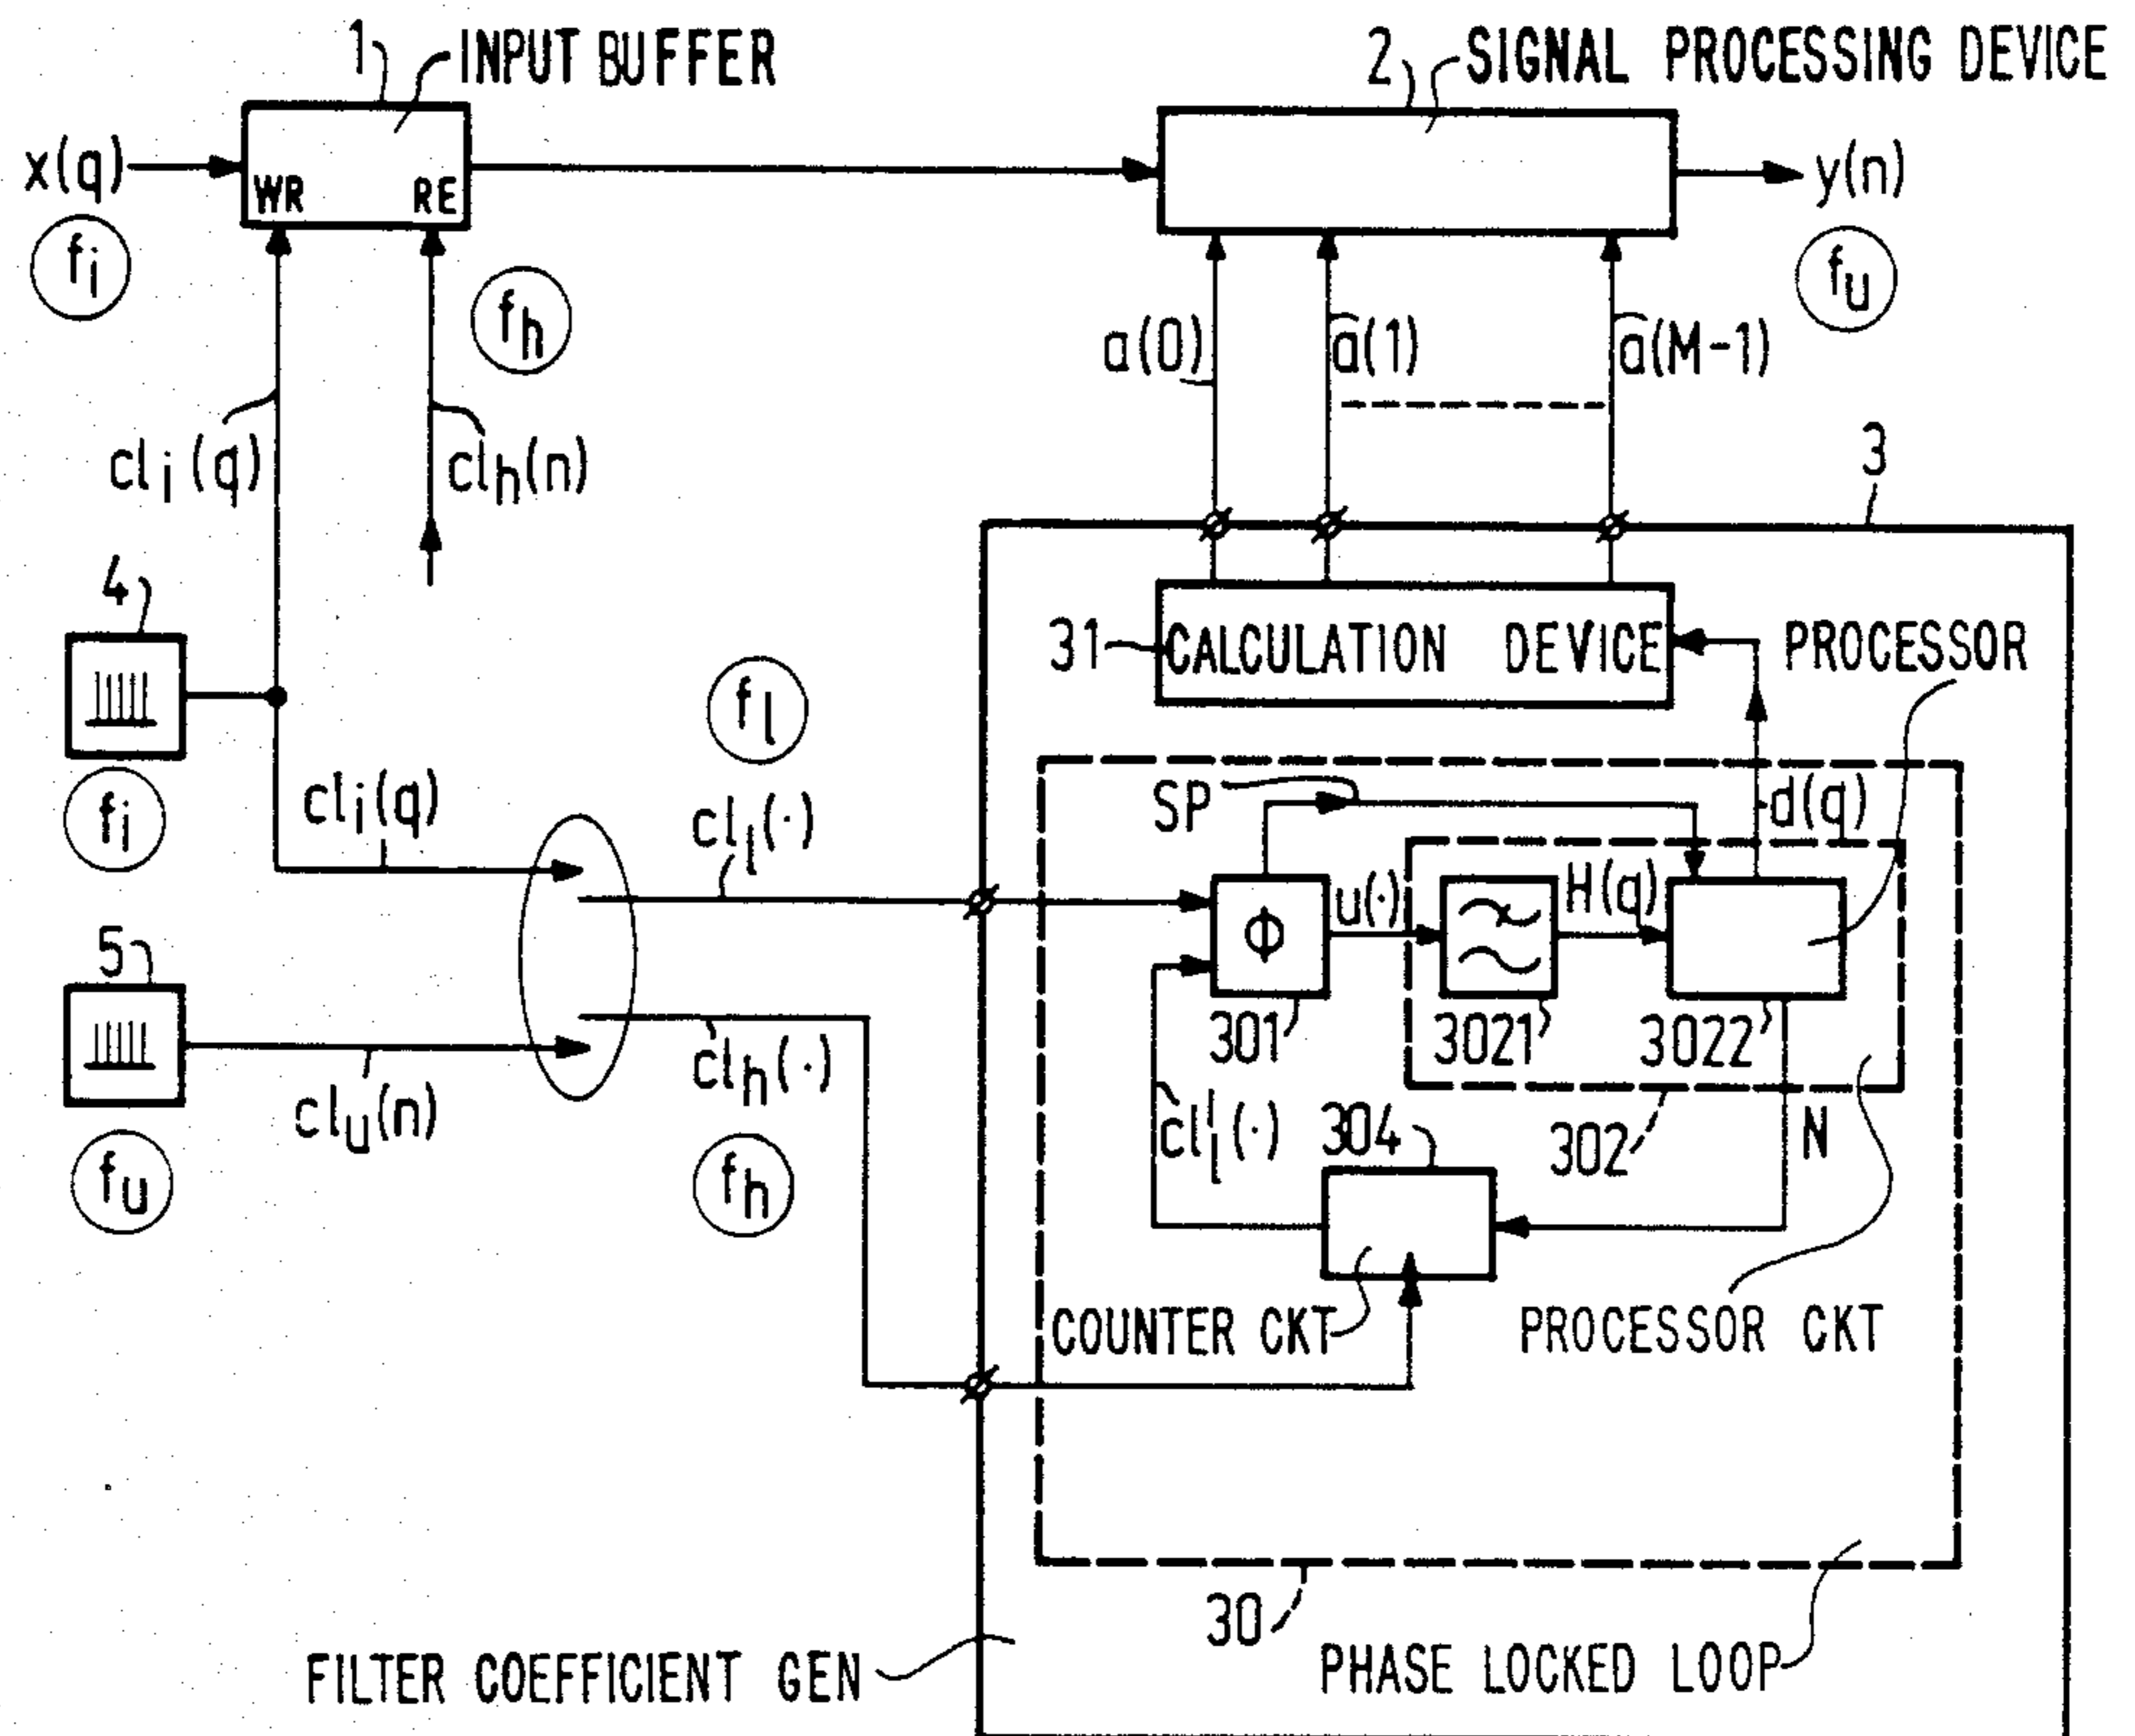 1 INPUT BUFFER
2 SIGNAL PROCESSING DEVICE
x(q)
WR RE
y(n)
fi
fh
fu
a(0) a(1) a(M-1)
cli(q)
clh(n)
3
4
31 CALCULATION DEVICE
PROCESSOR
fl
fi
cli(q)
cll(·)
SP
d(q)
u(·)
H(q)
Φ
5
301
3021
3022
clu(n)
clh(·)
cl'l(·)
304
302
N
fu
fh
COUNTER CKT
PROCESSOR CKT
30
FILTER COEFFICIENT GEN
PHASE LOCKED LOOP